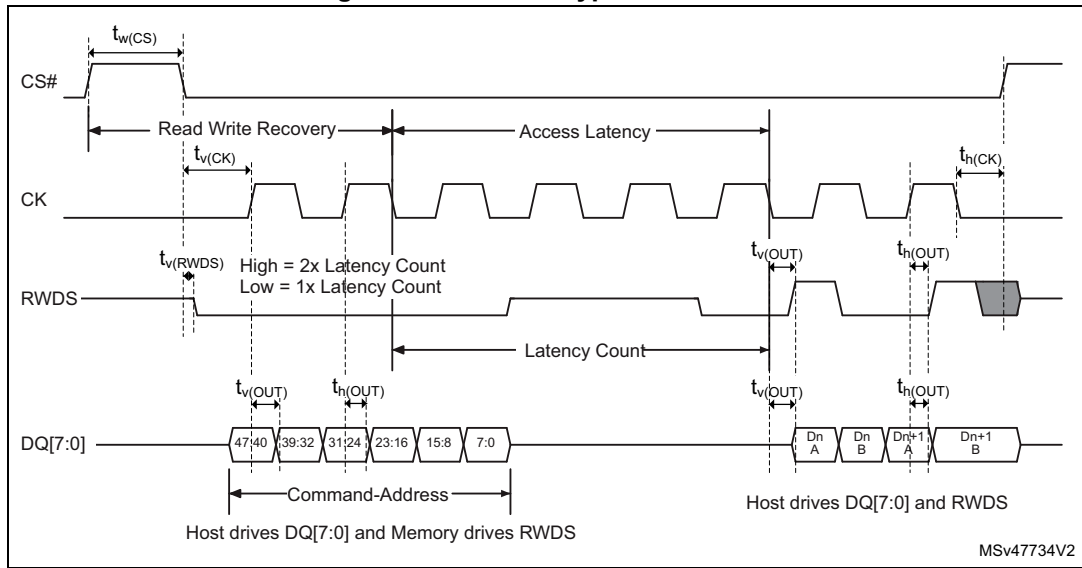 tw(CS)
CS#
Read Write Recovery
Access Latency
tv(CK)
th(CK)
CK
tv(RWDS)
High = 2x Latency Count
Low = 1x Latency Count
tv(OUT)
th(OUT)
RWDS
Latency Count
tv(OUT)
th(OUT)
tv(OUT)
th(OUT)
DQ[7:0]
47:40
39:32
31:24
23:16
15:8
7:0
Dn
A
Dn
B
Dn+1
A
Dn+1
B
Command-Address
Host drives DQ[7:0] and RWDS
Host drives DQ[7:0] and Memory drives RWDS
MSv47734V2